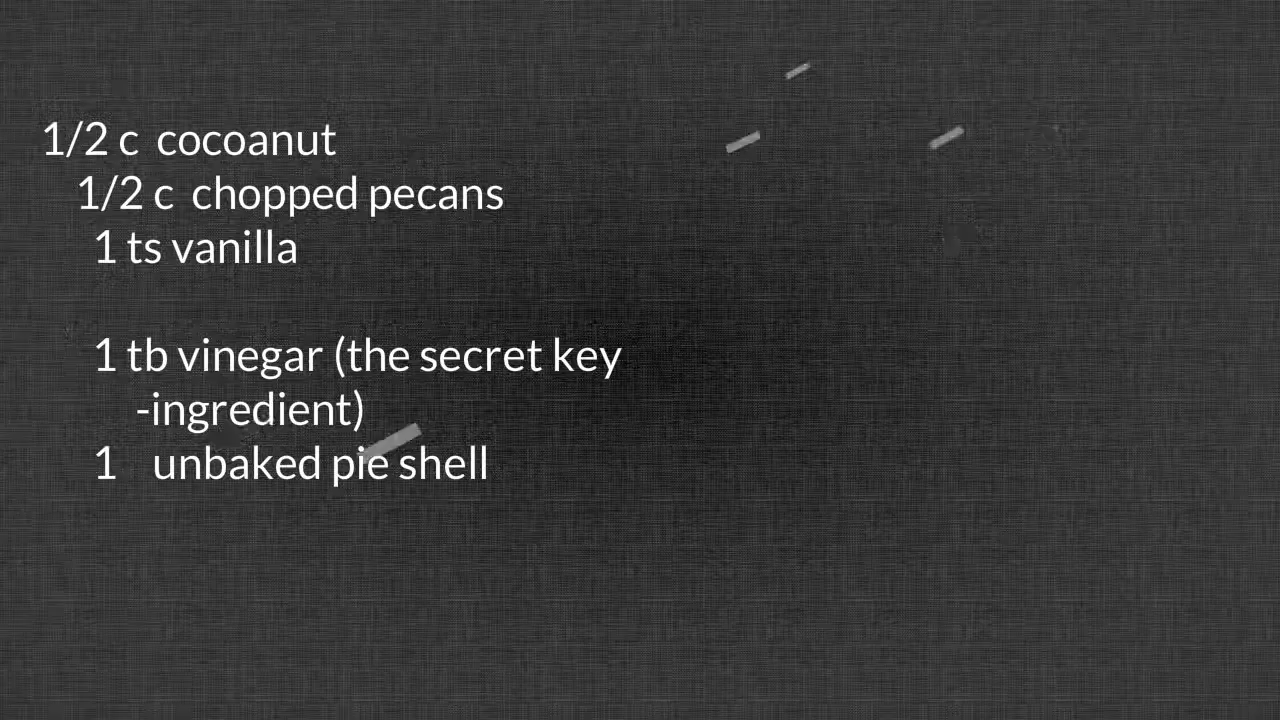 1/2 c  cocoanut
1/2 c  chopped pecans
1 ts vanilla
1 tb vinegar (the secret key
-ingredient)
1   unbaked pie shell